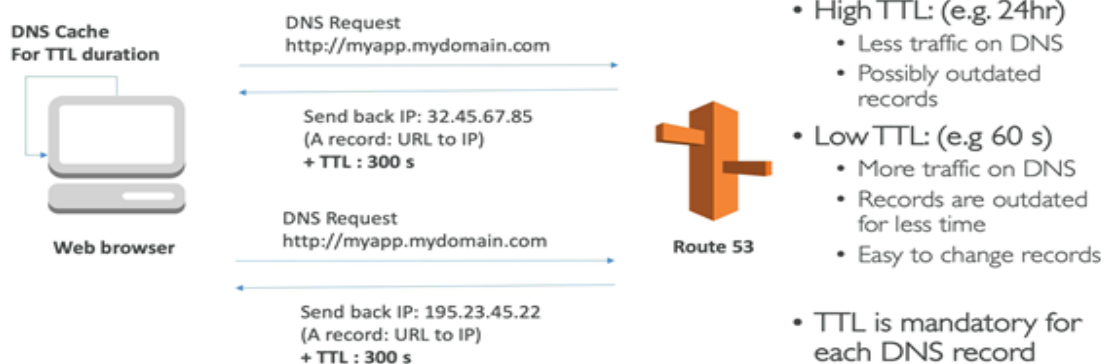 DNS Cache
For TTL duration
Web browser
DNS Request
http://myapp.mydomain.com
Send back IP: 32.45.67.85
(A record: URL to IP)
+ TTL : 300 s
DNS Request
http://myapp.mydomain.com
Send back IP: 195.23.45.22
(A record: URL to IP)
+ TTL : 300 s
Route 53
• High TTL: (e.g. 24hr)
• Less traffic on DNS
• Possibly outdated
records
• Low TTL: (e.g 60 s)
• More traffic on DNS
• Records are outdated
for less time
• Easy to change records
• TTL is mandatory for
each DNS record